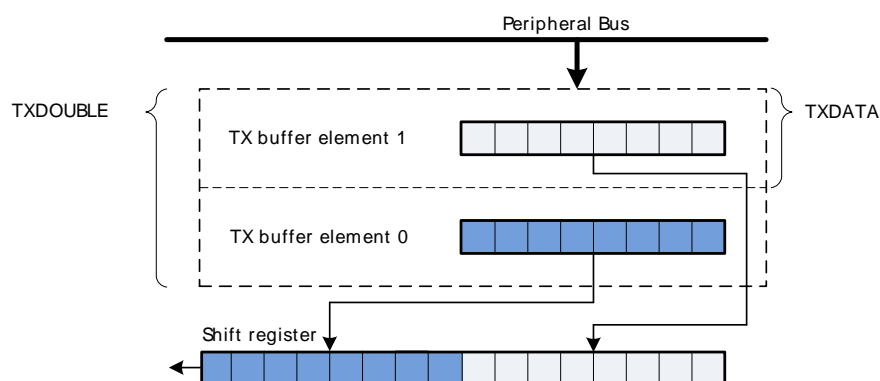 Peripheral Bus
TXDOUBLE
TXDATA
TX buffer element 1
TX buffer element 0
Shift register